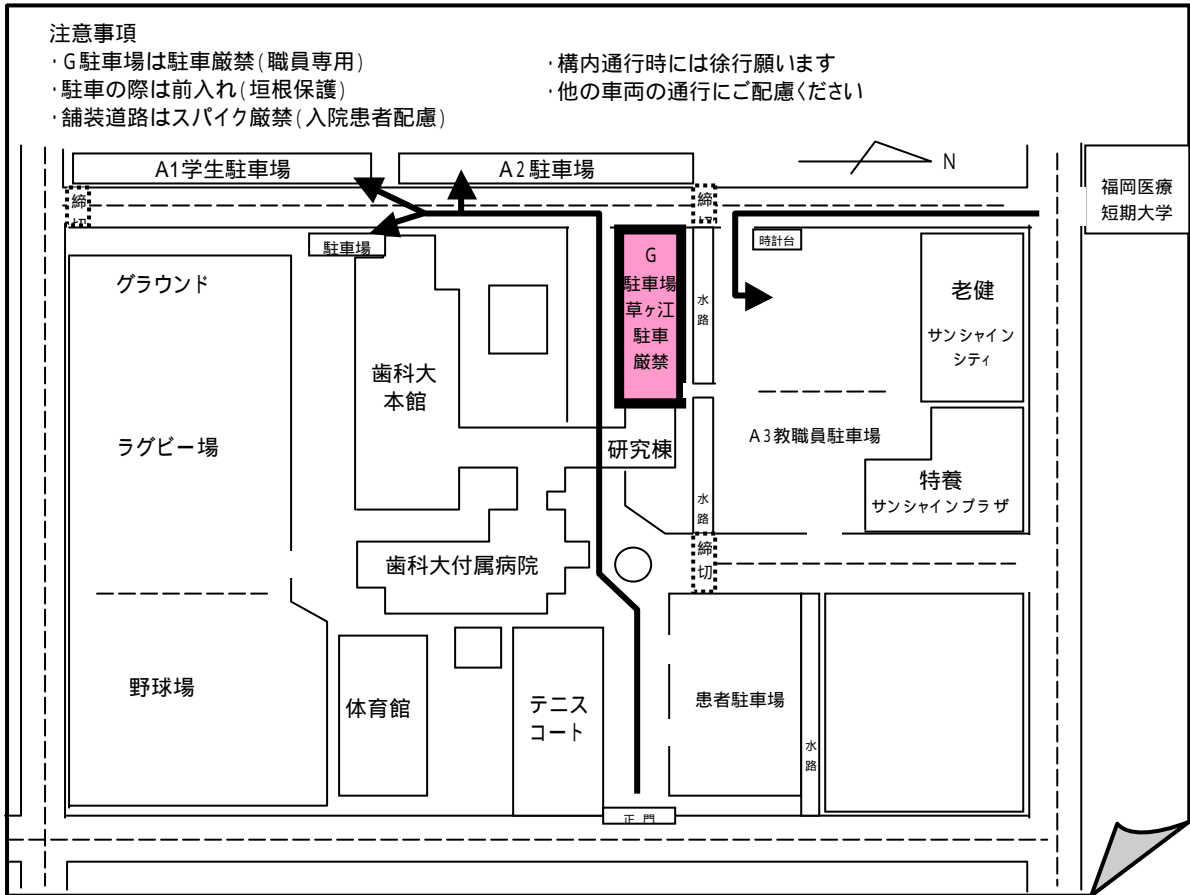 注意事項
・G駐車場は駐車厳禁(職員専用)
・駐車の際は前入れ(垣根保護)
・舗装道路はスパイク厳禁(入院患者配慮)
・構内通行時には徐行願います
・他の車両の通行にご配慮ください
A1学生駐車場
A2駐車場
N
福岡医療
短期大学
締
切
締
切
駐車場
G
駐車場
草ヶ江
駐車
厳禁
水
路
時計台
老健
サンシャイン
シティ
グラウンド
歯科大
本館
ラグビー場
研究棟
A3教職員駐車場
特養
サンシャインプラザ
水
路
締
切
歯科大付属病院
野球場
体育館
テニス
コート
患者駐車場
水
路
正門